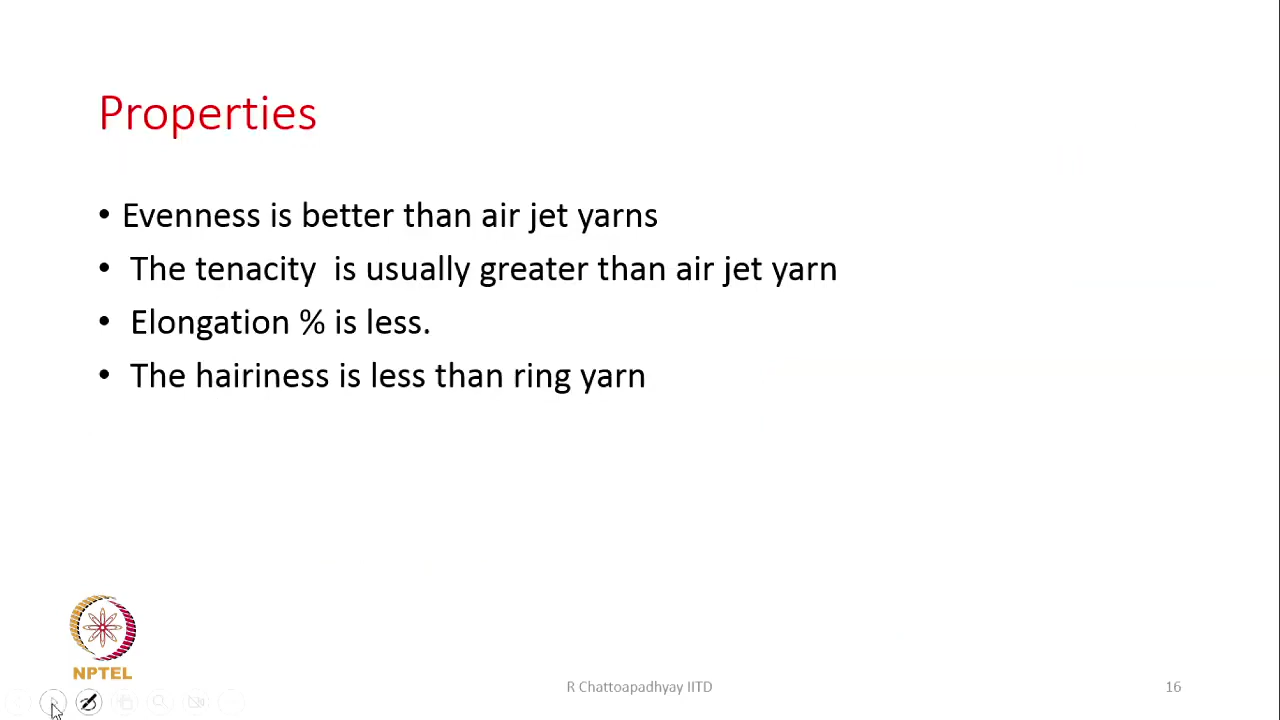 Properties
• Evenness is better than air jet yarns
• The tenacity is usually greater than air jet yarn
• Elongation % is less.
• The hairiness is less than ring yarn
NPTEL
R Chattoapadhyay IITD
16